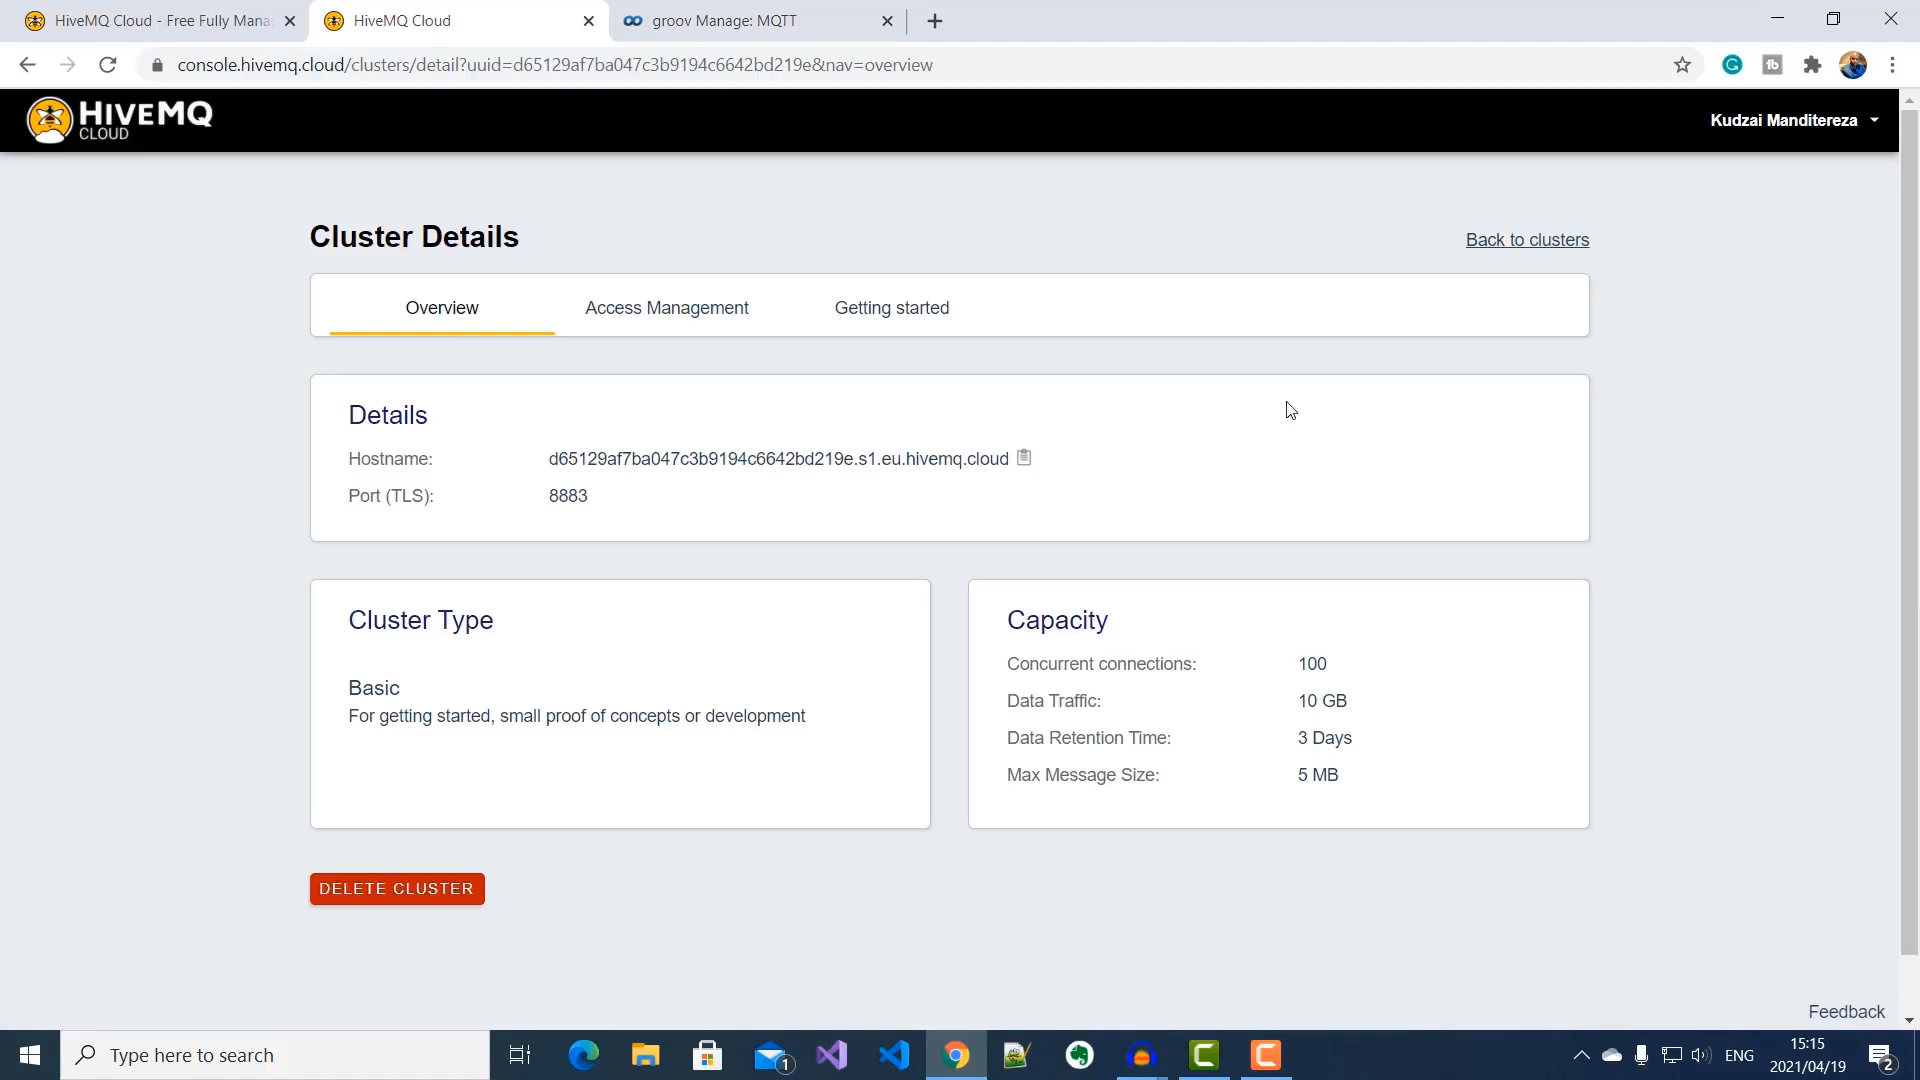 HiveMQ Cloud - Free Fully Mana
HiveMQ Cloud
groov Manage: MQTT
console.hivemq.cloud/clusters/detail?uuid=d65129af7ba047c3b9194c6642bd219e&nav=overview
HIVEMQ
CLOUD
Kudzai Manditereza
Cluster Details
Back to clusters
Overview
Access Management
Getting started
Details
Hostname: d65129af7ba047c3b9194c6642bd219e.s1.eu.hivemq.cloud
Port (TLS): 8883
Cluster Type
Basic
For getting started, small proof of concepts or development
Capacity
Concurrent connections: 100
Data Traffic: 10 GB
Data Retention Time: 3 Days
Max Message Size: 5 MB
DELETE CLUSTER
Feedback
Type here to search
1
ENG
15:15
2021/04/19
2